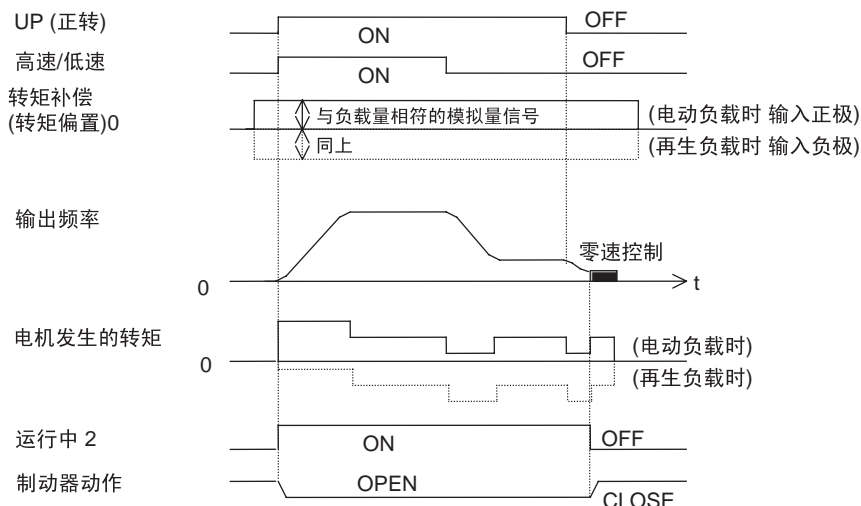 UP (正转)
ON
OFF
高速/低速
ON
OFF
转矩补偿
(转矩偏置)0
与负载量相符的模拟量信号
(电动负载时 输入正极)
同上
(再生负载时 输入负极)
输出频率
零速控制
0
t
电机发生的转矩
0
(电动负载时)
(再生负载时)
运行中 2
ON
OFF
制动器动作
OPEN
CLOSE